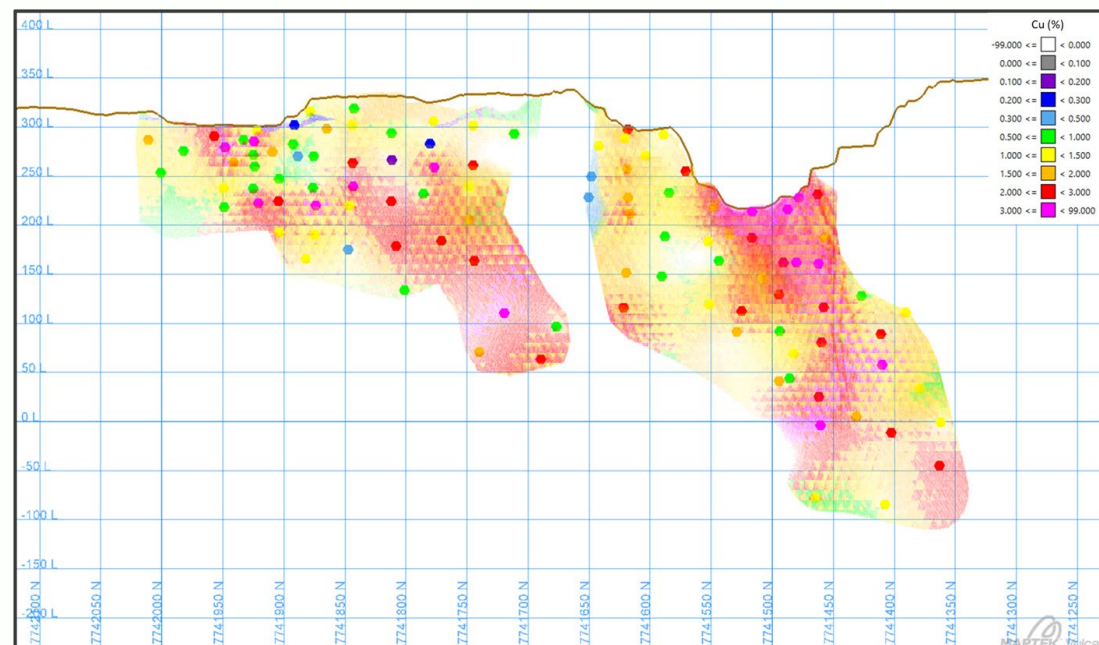 Cu (%)
-99.000 <= < 0.000
0.000 <= < 0.100
0.100 <= < 0.200
0.200 <= < 0.300
0.300 <= < 0.500
0.500 <= < 1.000
1.000 <= < 1.500
1.500 <= < 2.000
2.000 <= < 3.000
3.000 <= < 99.000
400 L
350 L
300 L
250 L
200 L
150 L
100 L
50 L
0 L
-50 L
-100 L
-150 L
-200 L
7742050 N
7742000 N
7741950 N
7741900 N
7741850 N
7741800 N
7741750 N
7741700 N
7741650 N
7741600 N
7741550 N
7741500 N
7741450 N
7741400 N
7741350 N
7741300 N
7741250 N